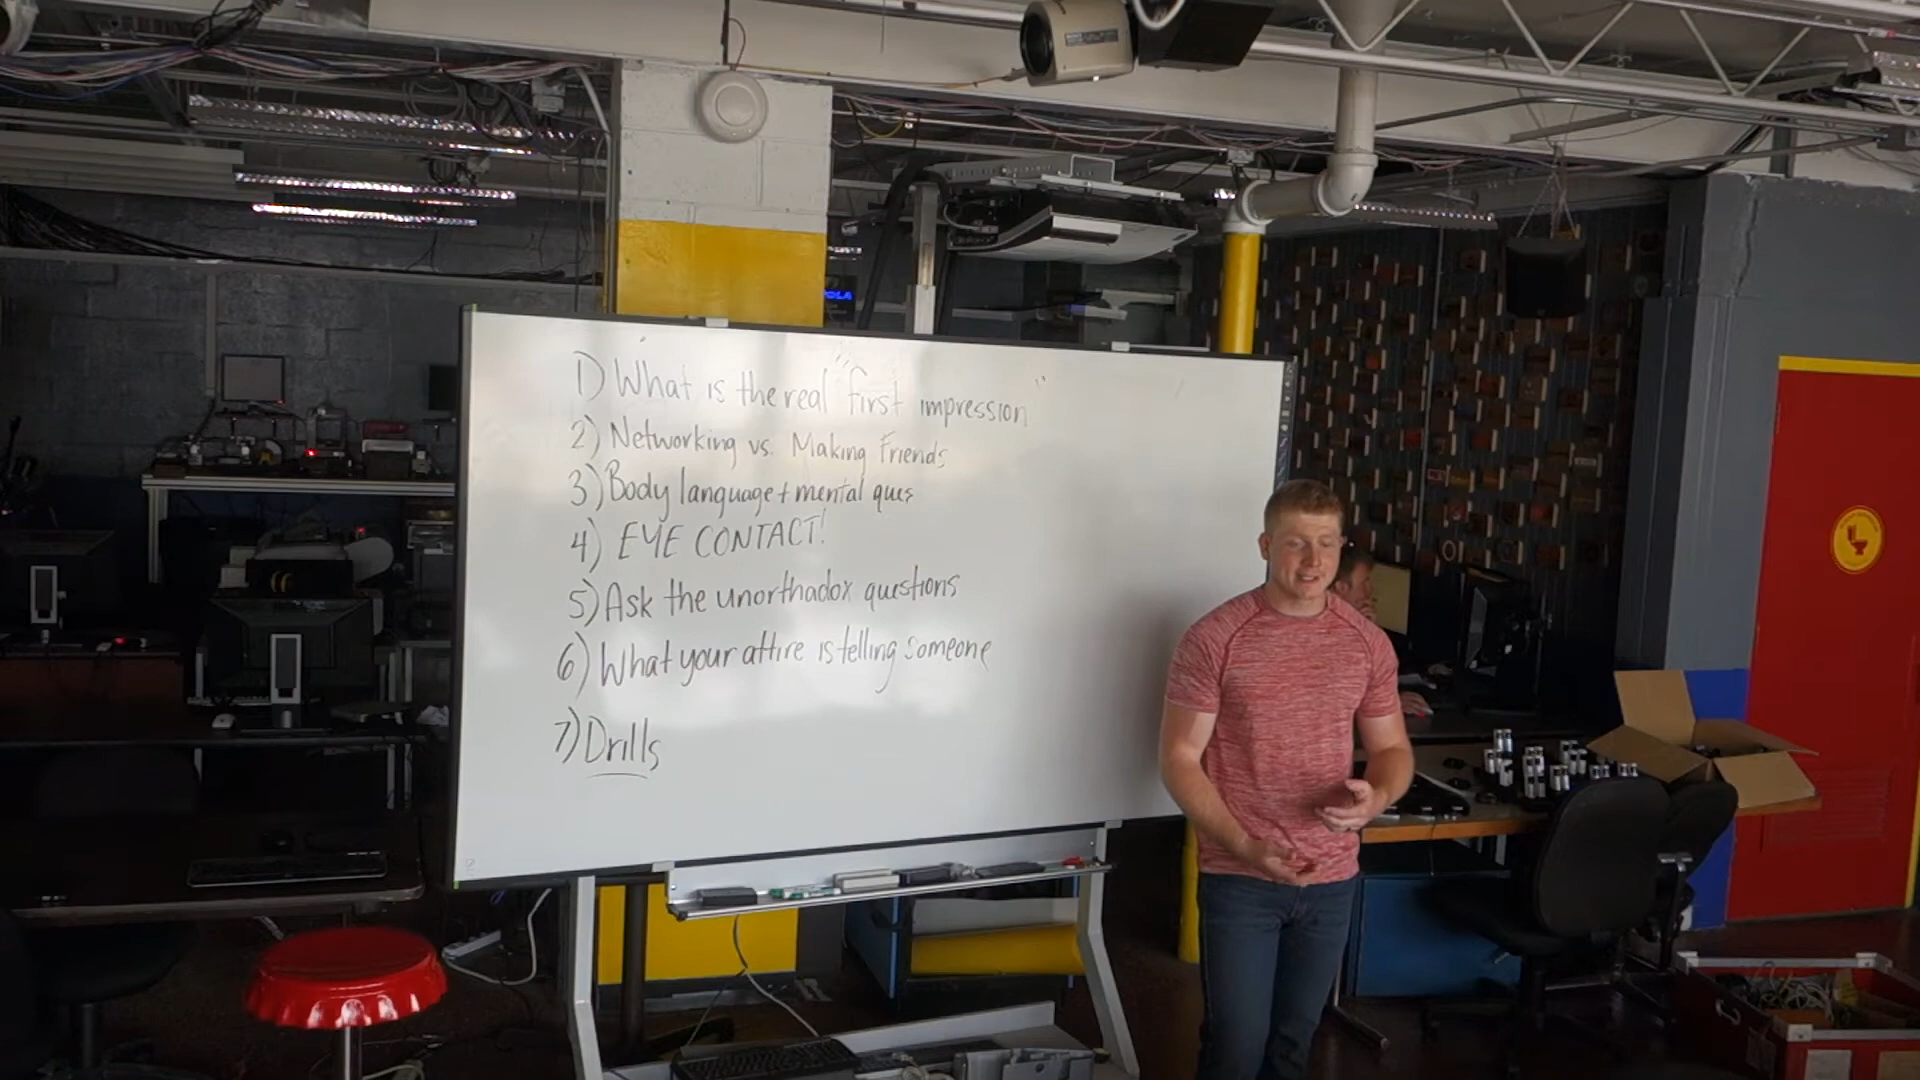 1) What is the real "first impression"
2) Networking vs. Making Friends
3) Body language + mental ques
4) EYE CONTACT!
5) Ask the unorthadox questions
6) What your attire is telling someone
7) Drills